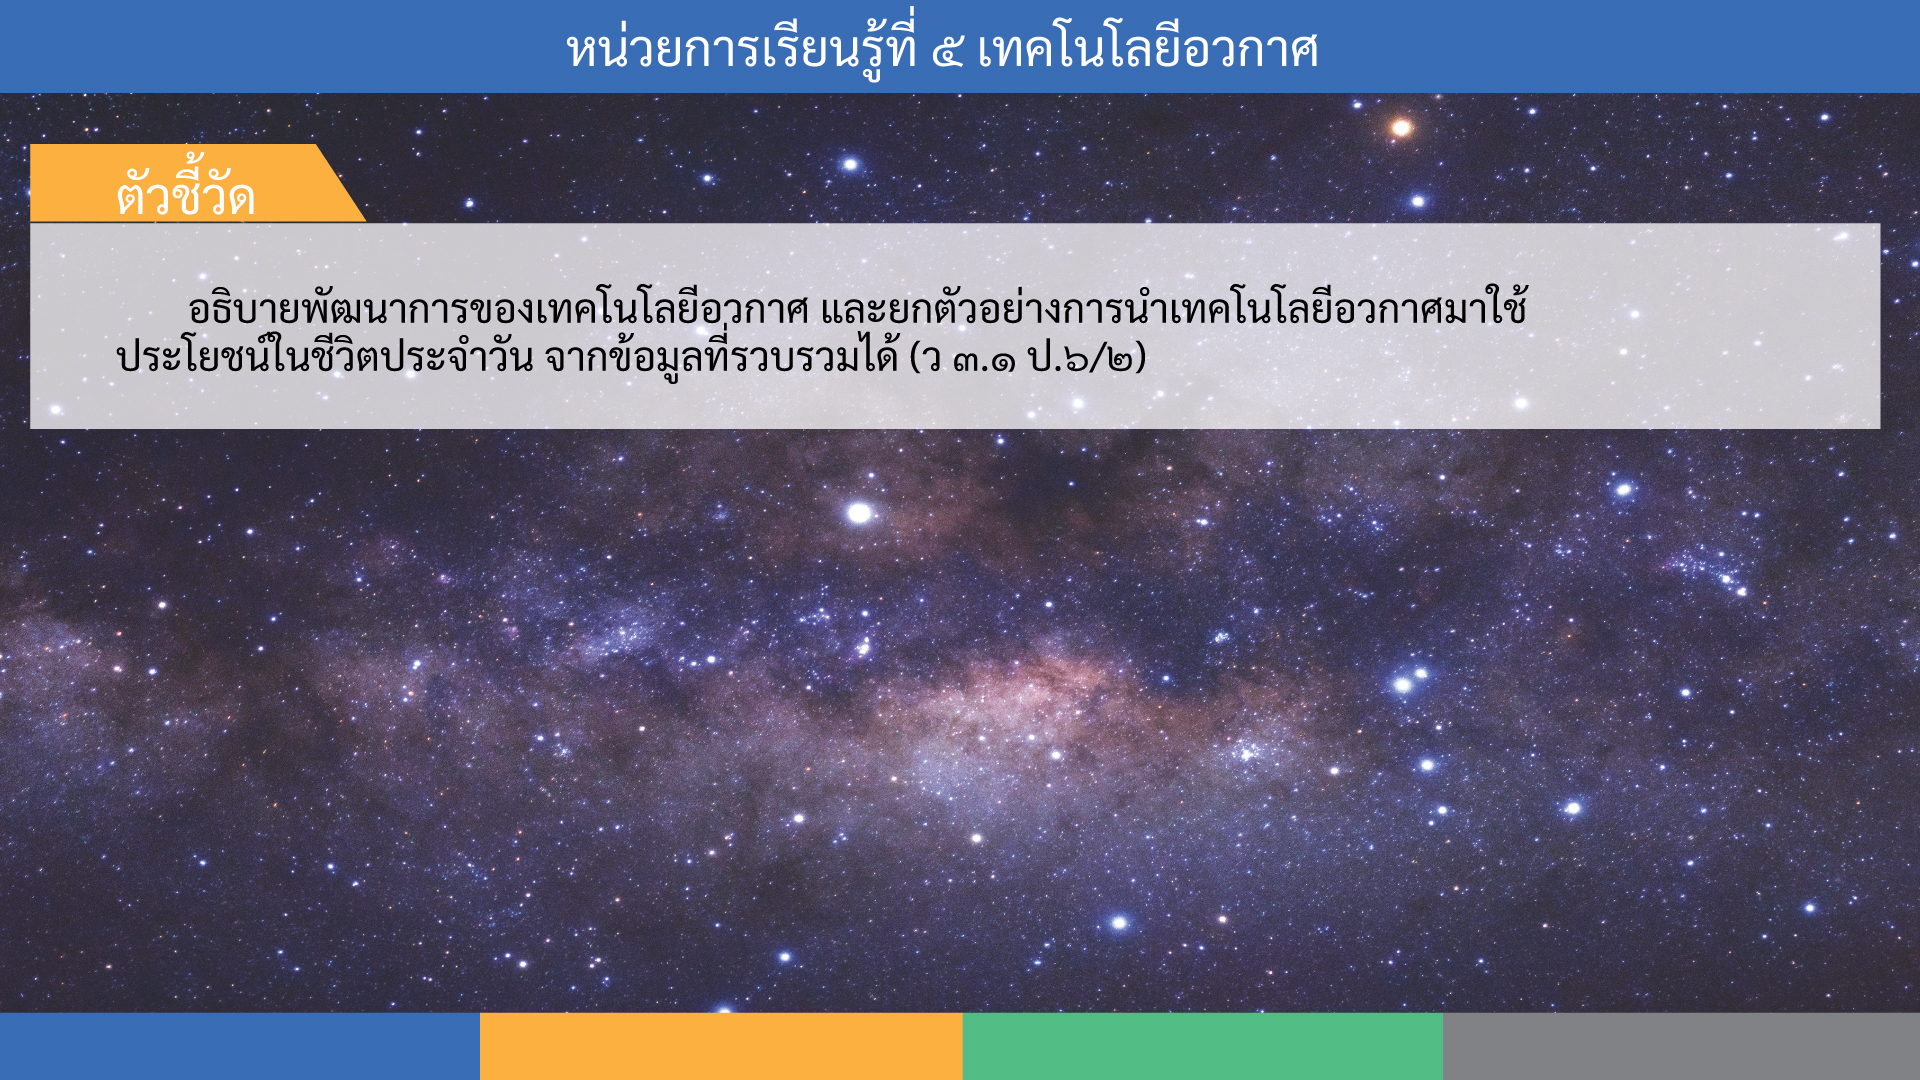 หน่วยการเรียนรู้ที่ ๕ เทคโนโลยีอวกาศ
ตัวชี้วัด
อธิบายพัฒนาการของเทคโนโลยีอวกาศ และยกตัวอย่างการนำเทคโนโลยีอวกาศมาใช้
ประโยชน์ในชีวิตประจำวัน จากข้อมูลที่รวบรวมได้ (ว ๓.๑ ป.๖/๒)